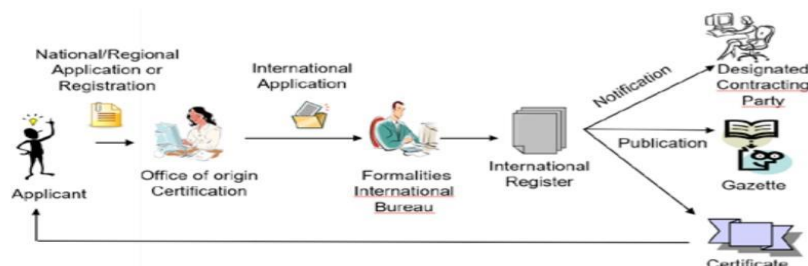 National/Regional
Application or
Registration
International
Application
Notification
Designated
Contracting
Party
Publication
Applicant
Office of origin
Certification
Formalities
International
Bureau
International
Register
Gazette
Certificate